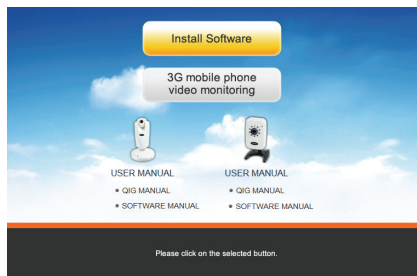 Install Software
3G mobile phone
video monitoring
USER MANUAL
• QIG MANUAL
• SOFTWARE MANUAL
USER MANUAL
• QIG MANUAL
• SOFTWARE MANUAL
Please click on the selected button.